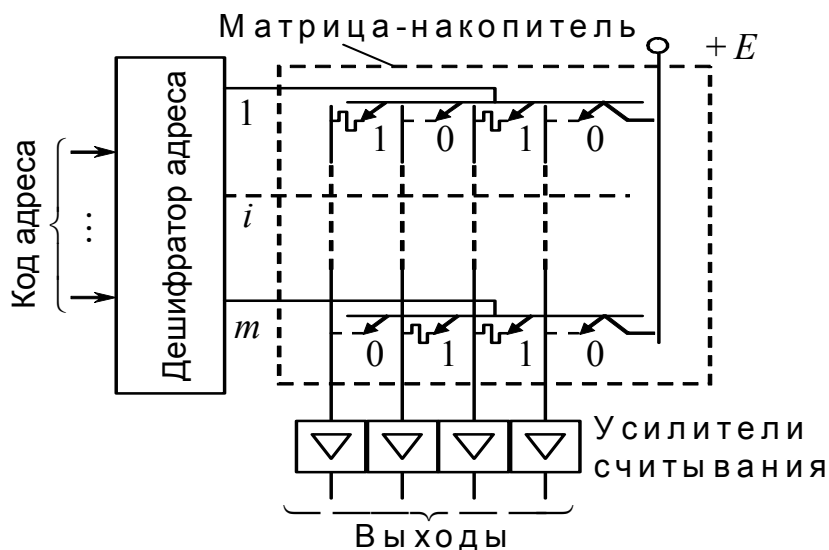 Матрица-накопитель
+E
Код адреса
...
Дешифратор адреса
1
1 0 1 0
i
m
0 1 1 0
Усилители
считывания
Выходы